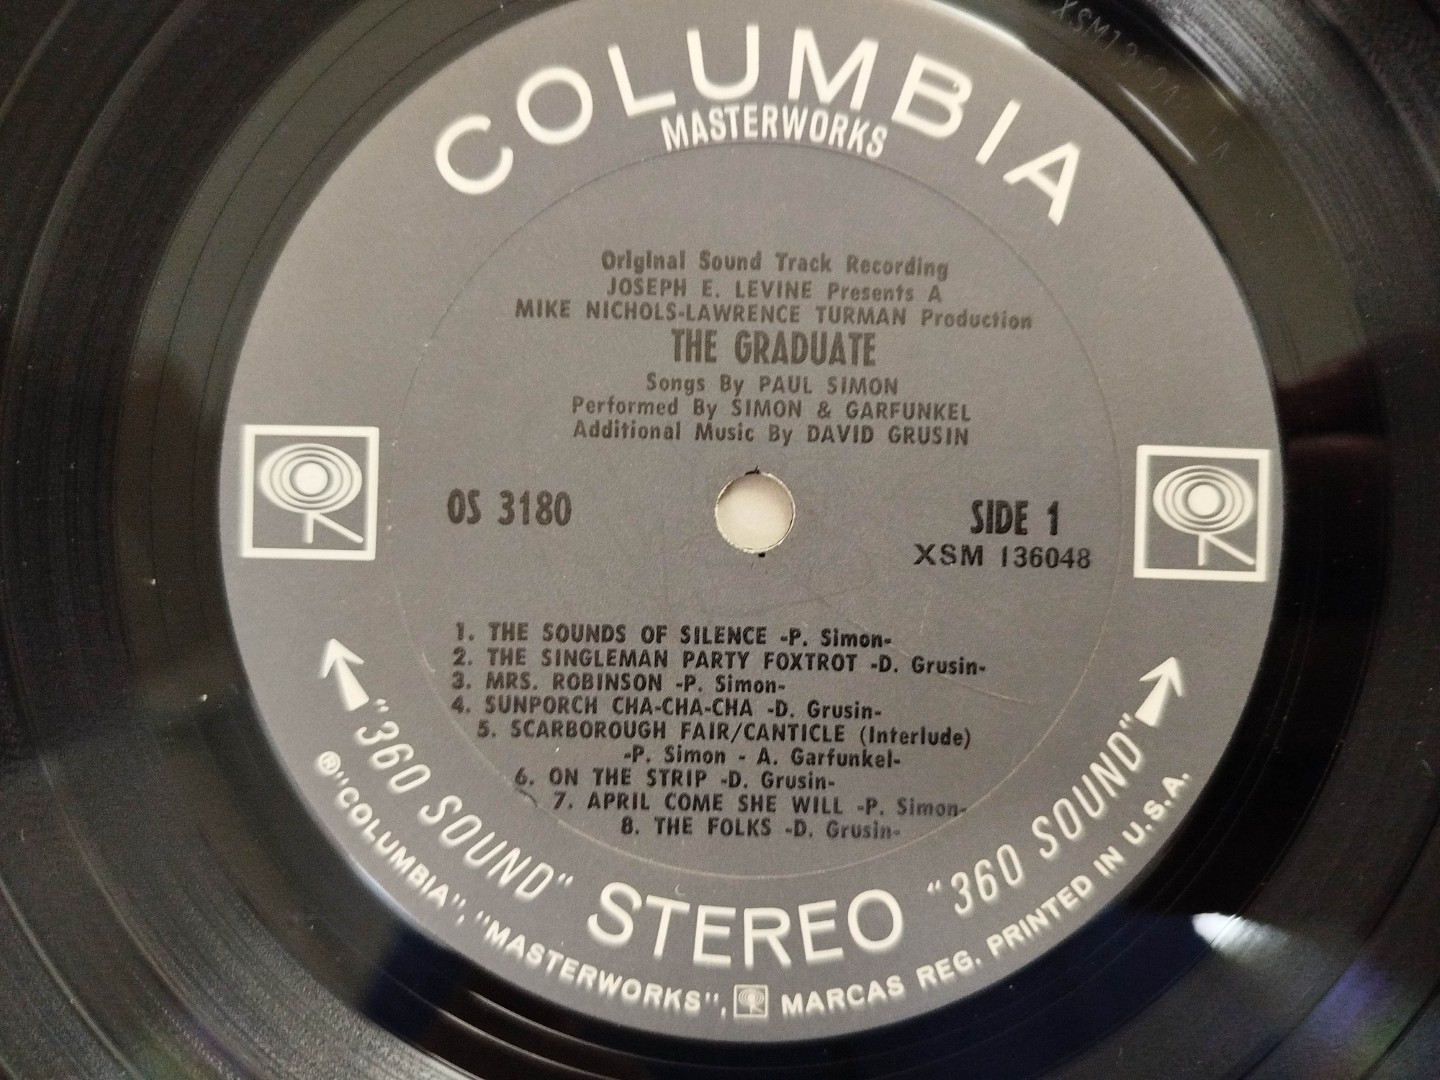 COLUMBIA
MASTERWORKS
Original Sound Track Recording
JOSEPH E. LEVINE Presents A
MIKE NICHOLS-LAWRENCE TURMAN Production
THE GRADUATE
Songs By PAUL SIMON
Performed By SIMON & GARFUNKEL
Additional Music By DAVID GRUSIN
OS 3180
SIDE 1
XSM 136048
1. THE SOUNDS OF SILENCE -P. Simon-
2. THE SINGLEMAN PARTY FOXTROT -D. Grusin-
3. MRS. ROBINSON -P. Simon-
4. SUNPORCH CHA-CHA-CHA -D. Grusin-
5. SCARBOROUGH FAIR/CANTICLE (Interlude)
-P. Simon - A. Garfunkel-
6. ON THE STRIP -D. Grusin-
7. APRIL COME SHE WILL -P. Simon-
8. THE FOLKS -D. Grusin-
"360 SOUND" STEREO "360 SOUND"
®"COLUMBIA", "MASTERWORKS", MARCAS REG. PRINTED IN U.S.A.